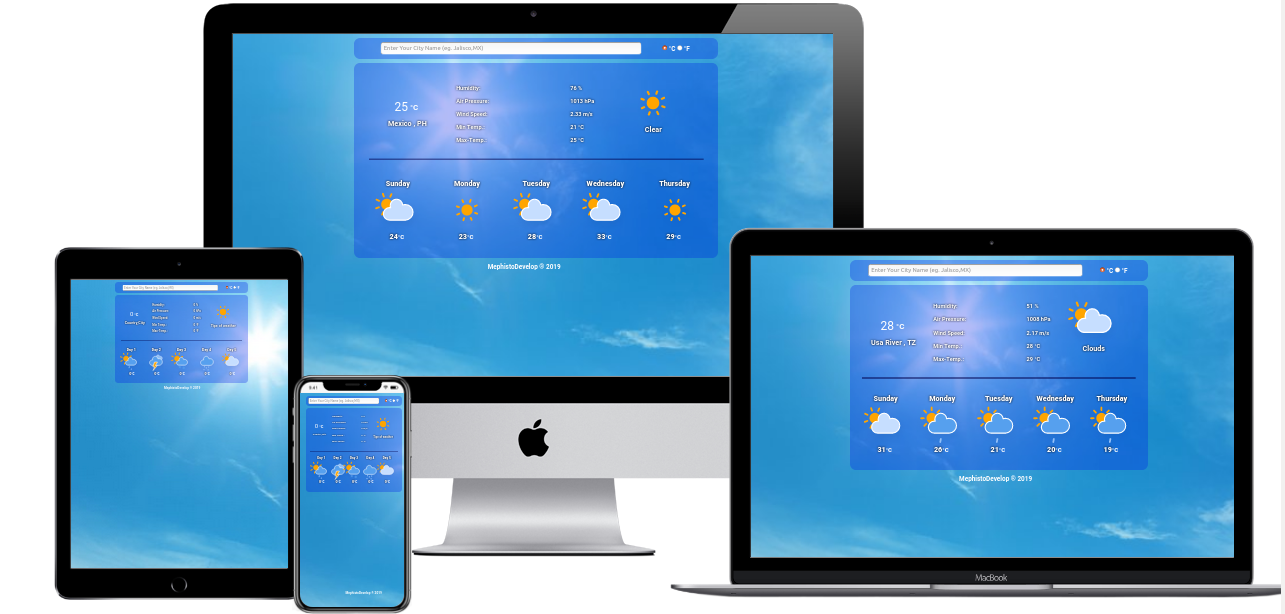 Enter Your City Name (eg. Jalisco,MX)
°C °F
25 °C
Mexico , PH
Humidity: 76 %
Air Pressure: 1013 hPa
Wind Speed: 2.33 m/s
Min Temp.: 21 °C
Max-Temp.: 25 °C
Clear
Sunday Monday Tuesday Wednesday Thursday
24°C 23°C 28°C 33°C 29°C
MephistoDevelop © 2019
Enter Your City Name (eg. Jalisco,MX)
°C °F
28 °C
Usa River , TZ
Humidity: 51 %
Air Pressure: 1008 hPa
Wind Speed: 2.17 m/s
Min Temp.: 28 °C
Max-Temp.: 29 °C
Clouds
Sunday Monday Tuesday Wednesday Thursday
31°C 26°C 21°C 20°C 19°C
MephistoDevelop © 2019
MacBook
Enter Your City Name (eg. Jalisco,MX)
°C °F
0 °C
Country,City
Humidity: 0 %
Air Pressure:
Wind Speed:
Min Temp.:
Max-Temp.:
Type of weather
Day 1 Day 2 Day 3 Day 4 Day 5
0°C 0°C 0°C 0°C 0°C
MephistoDevelop © 2019
9:41
Enter Your City Name (eg. Jalisco,MX)
°C °F
0 °C
Type of weather
Day 1 Day 2 Day 3 Day 4 Day 5
0°C 0°C 0°C 0°C 0°C
MephistoDevelop © 2019